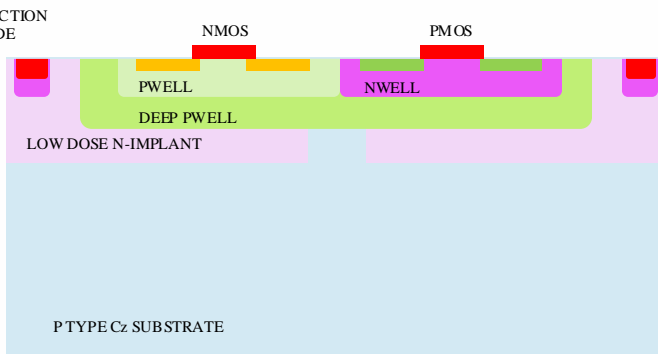 NMOS
PMOS
PWELL
NWELL
DEEP PWELL
LOW DOSE N-IMPLANT
P TYPE Cz SUBSTRATE